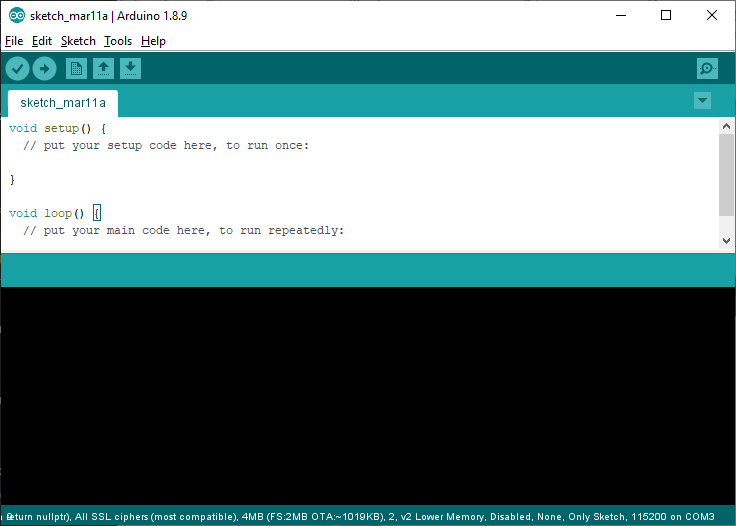 sketch_mar11a | Arduino 1.8.9
File Edit Sketch Tools Help
sketch_mar11a
void setup() {
  // put your setup code here, to run once:
}
void loop() {
  // put your main code here, to run repeatedly:
return nullptr), All SSL ciphers (most compatible), 4MB (FS:2MB OTA:~1019KB), 2, v2 Lower Memory, Disabled, None, Only Sketch, 115200 on COM3